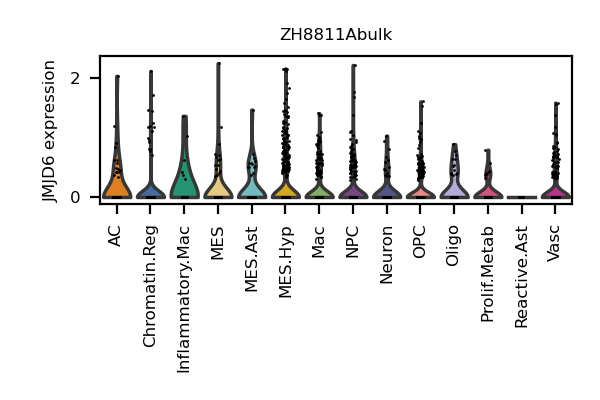 ZH8811Abulk
JMJD6 expression
2
0
AC
Chromatin.Reg
Inflammatory.Mac
MES
MES.Ast
MES.Hyp
Mac
NPC
Neuron
OPC
Oligo
Prolif.Metab
Reactive.Ast
Vasc